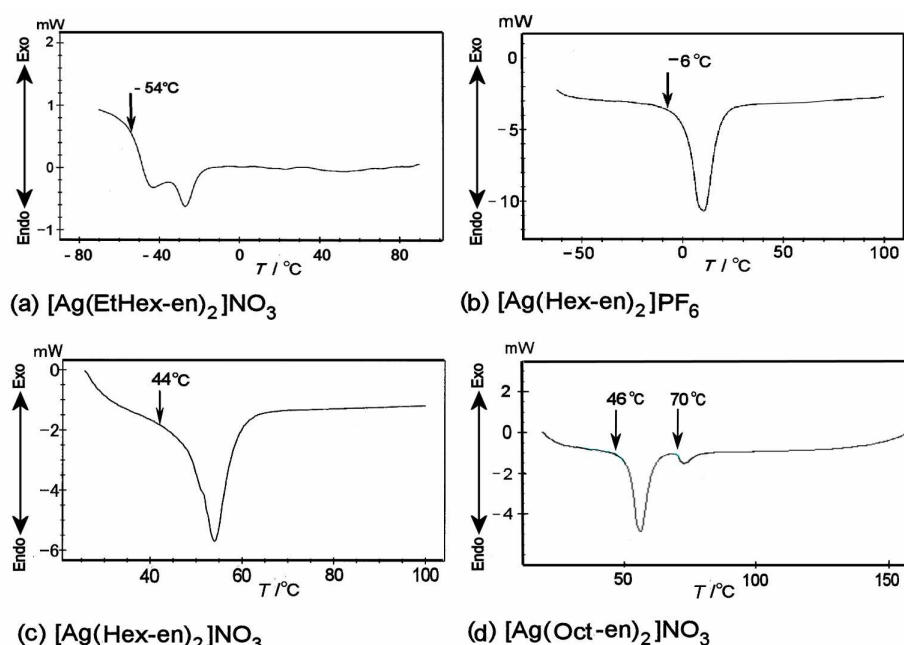 mW
Exo
Endo
2
1
0
−1
- 54°C
- 80
- 40
0
40
80
T / °C
(a) [Ag(EtHex-en)2]NO3
mW
Exo
Endo
0
−5
−10
−6°C
−50
0
50
100
T / °C
(b) [Ag(Hex-en)2]PF6
mW
Exo
Endo
0
−2
−4
−6
44°C
40
60
80
100
T / °C
(c) [Ag(Hex-en)2]NO3
mW
Exo
Endo
2
0
−2
−4
46°C 70°C
50
100
150
T / °C
(d) [Ag(Oct-en)2]NO3